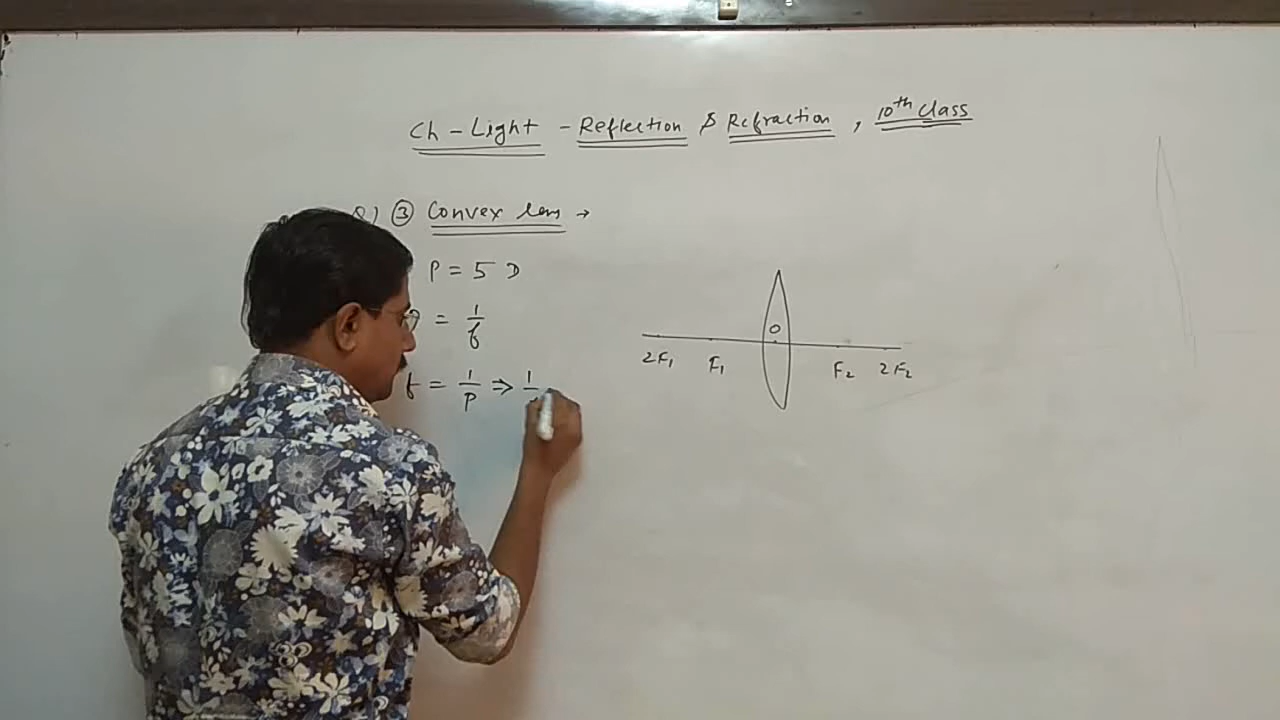 Ch - Light - Reflection & Refraction, 10th Class
③ Convex lens →
P = 5 D
= 1/f
f = 1/P ⇒ 1
O
2F₁ F₁ F₂ 2F₂